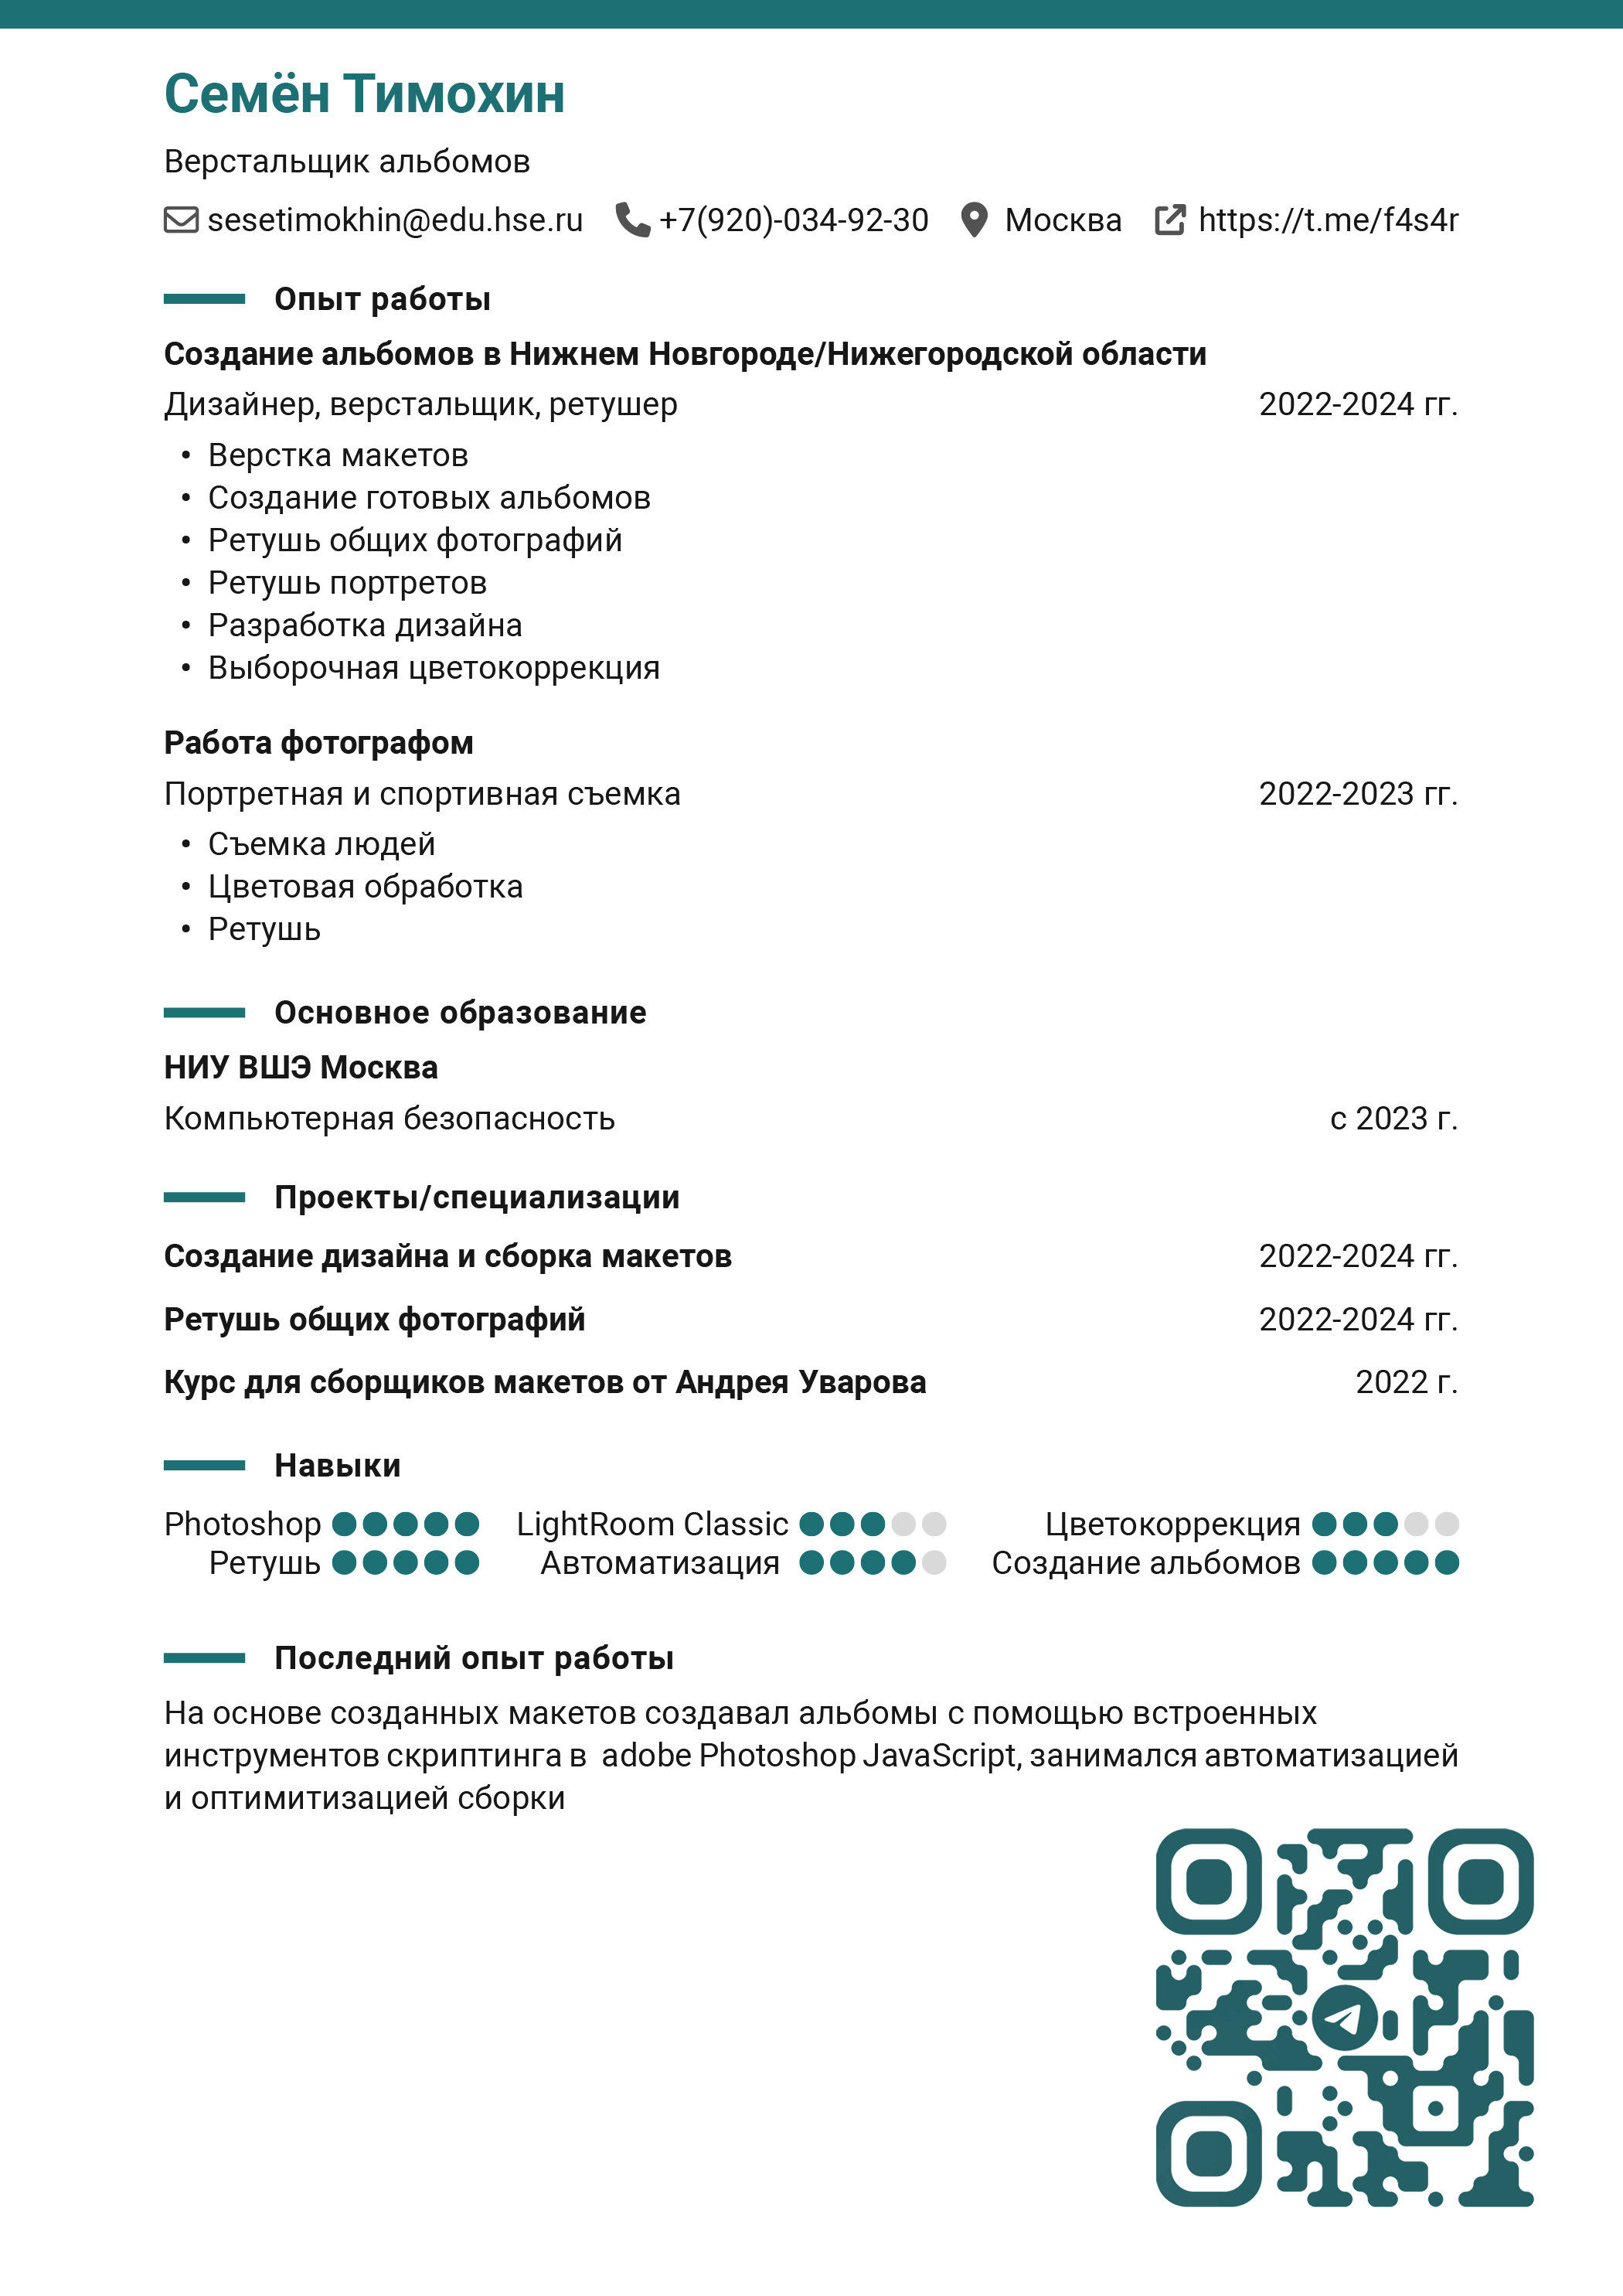 Семён Тимохин
Верстальщик альбомов
sesetimokhin@edu.hse.ru +7(920)-034-92-30 Москва https://t.me/f4s4r
Опыт работы
Создание альбомов в Нижнем Новгороде/Нижегородской области
Дизайнер, верстальщик, ретушер 2022-2024 гг.
• Верстка макетов
• Создание готовых альбомов
• Ретушь общих фотографий
• Ретушь портретов
• Разработка дизайна
• Выборочная цветокоррекция
Работа фотографом
Портретная и спортивная съемка 2022-2023 гг.
• Съемка людей
• Цветовая обработка
• Ретушь
Основное образование
НИУ ВШЭ Москва
Компьютерная безопасность с 2023 г.
Проекты/специализации
Создание дизайна и сборка макетов 2022-2024 гг.
Ретушь общих фотографий 2022-2024 гг.
Курс для сборщиков макетов от Андрея Уварова 2022 г.
Навыки
Photoshop LightRoom Classic Цветокоррекция
Ретушь Автоматизация Создание альбомов
Последний опыт работы
На основе созданных макетов создавал альбомы с помощью встроенных
инструментов скриптинга в adobe Photoshop JavaScript, занимался автоматизацией
и оптимитизацией сборки